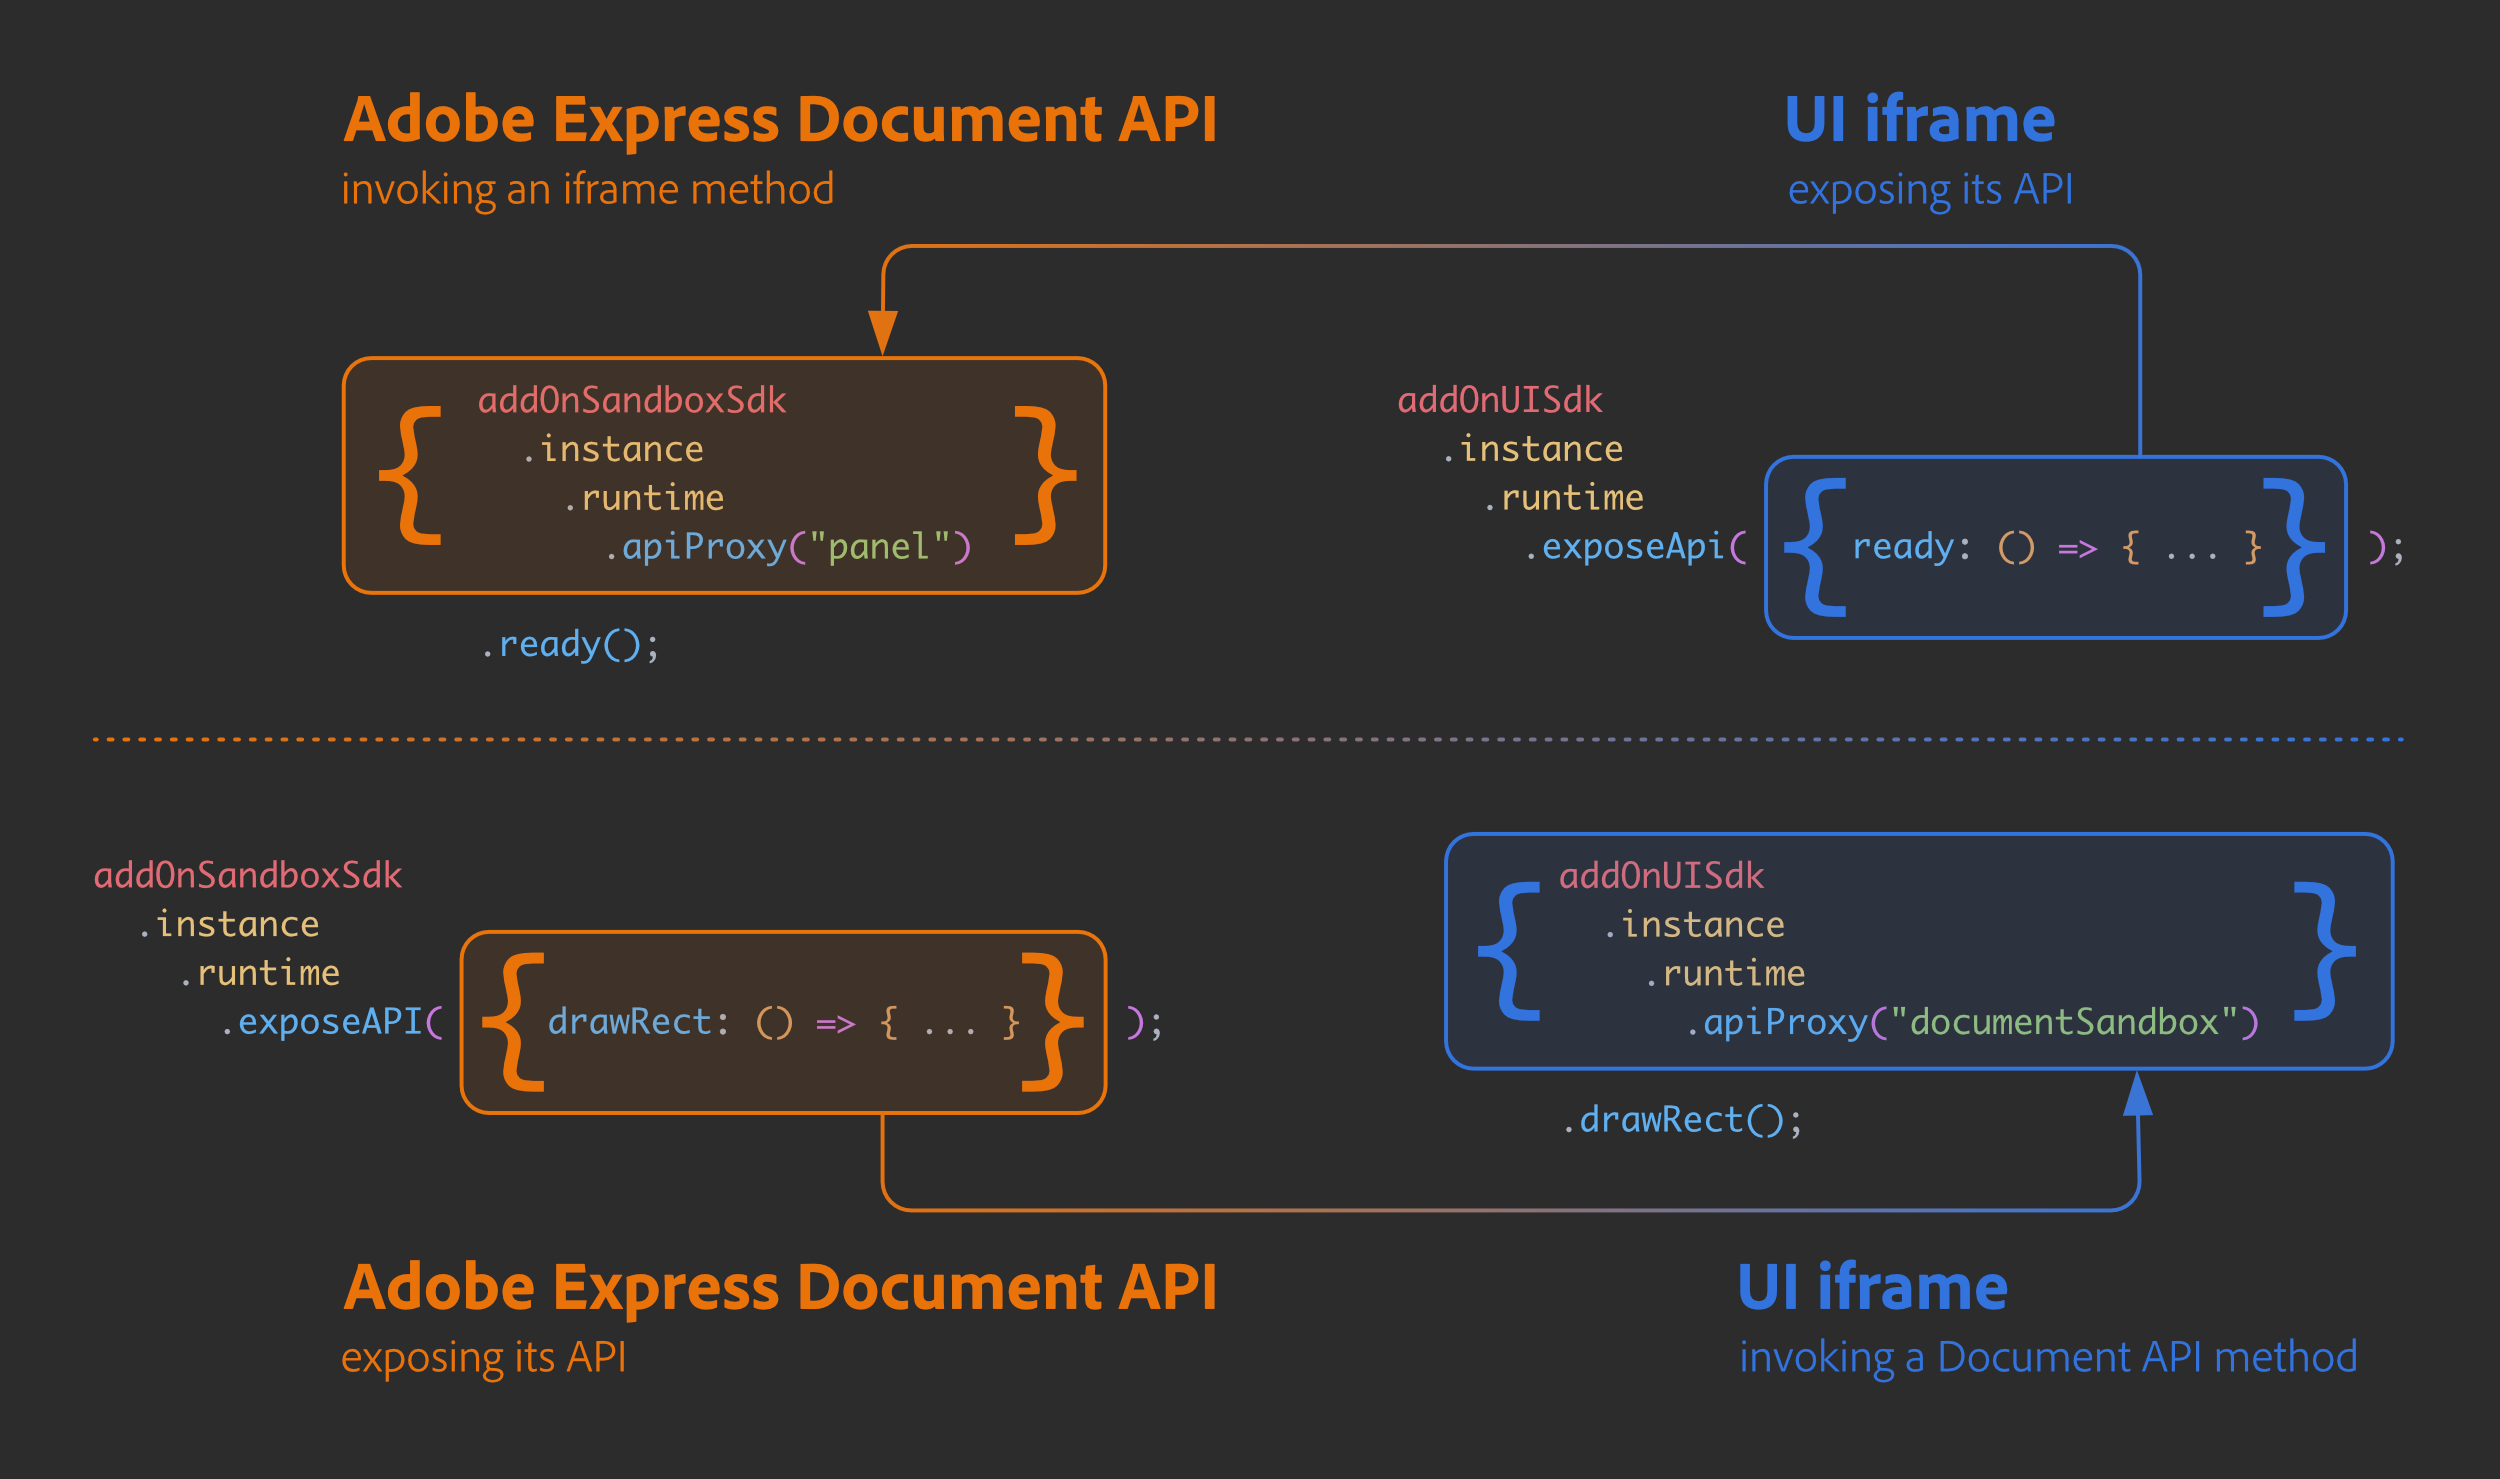 Adobe Express Document API
invoking an iframe method
UI iframe
exposing its API
{
addOnSandboxSdk
.instance
.runtime
.apiProxy("panel")
}
.ready();
addOnUISdk
.instance
.runtime
.exposeApi( { ready: () => { ... } } );
addOnSandboxSdk
.instance
.runtime
.exposeAPI( { drawRect: () => { ... } } );
{
addOnUISdk
.instance
.runtime
.apiProxy("documentSandbox")
}
.drawRect();
Adobe Express Document API
exposing its API
UI iframe
invoking a Document API method